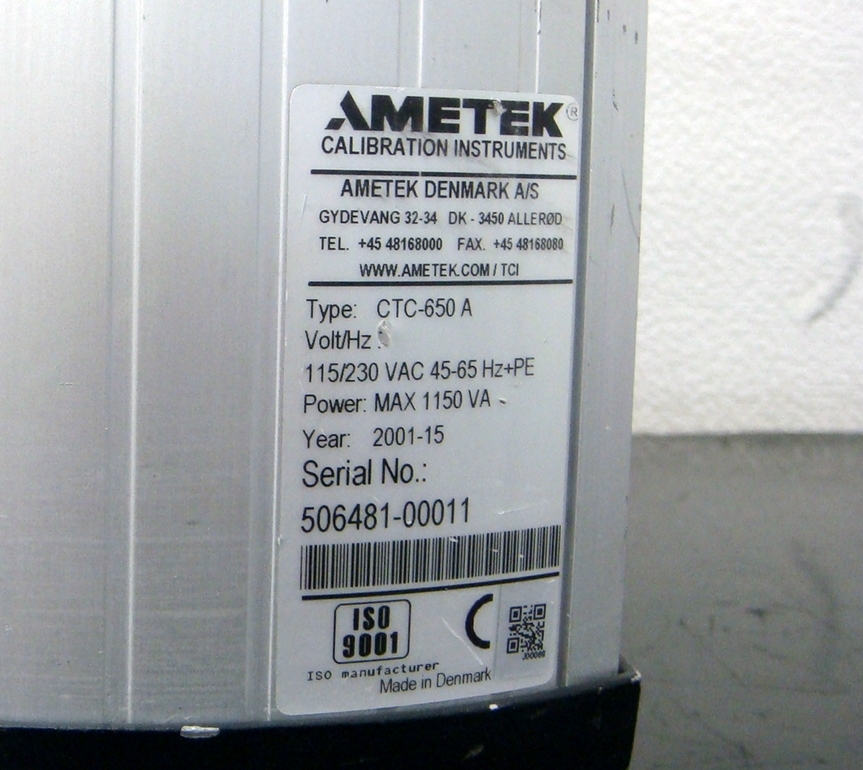 AMETEK®
CALIBRATION INSTRUMENTS
AMETEK DENMARK A/S
GYDEVANG 32-34 DK - 3450 ALLERØD
TEL. +45 48168000 FAX. +45 48168080
WWW.AMETEK.COM / TCI
Type: CTC-650 A
Volt/Hz :
115/230 VAC 45-65 Hz+PE
Power: MAX 1150 VA
Year: 2001-15
Serial No.:
506481-00011
ISO
9001
ISO manufacturer
Made in Denmark